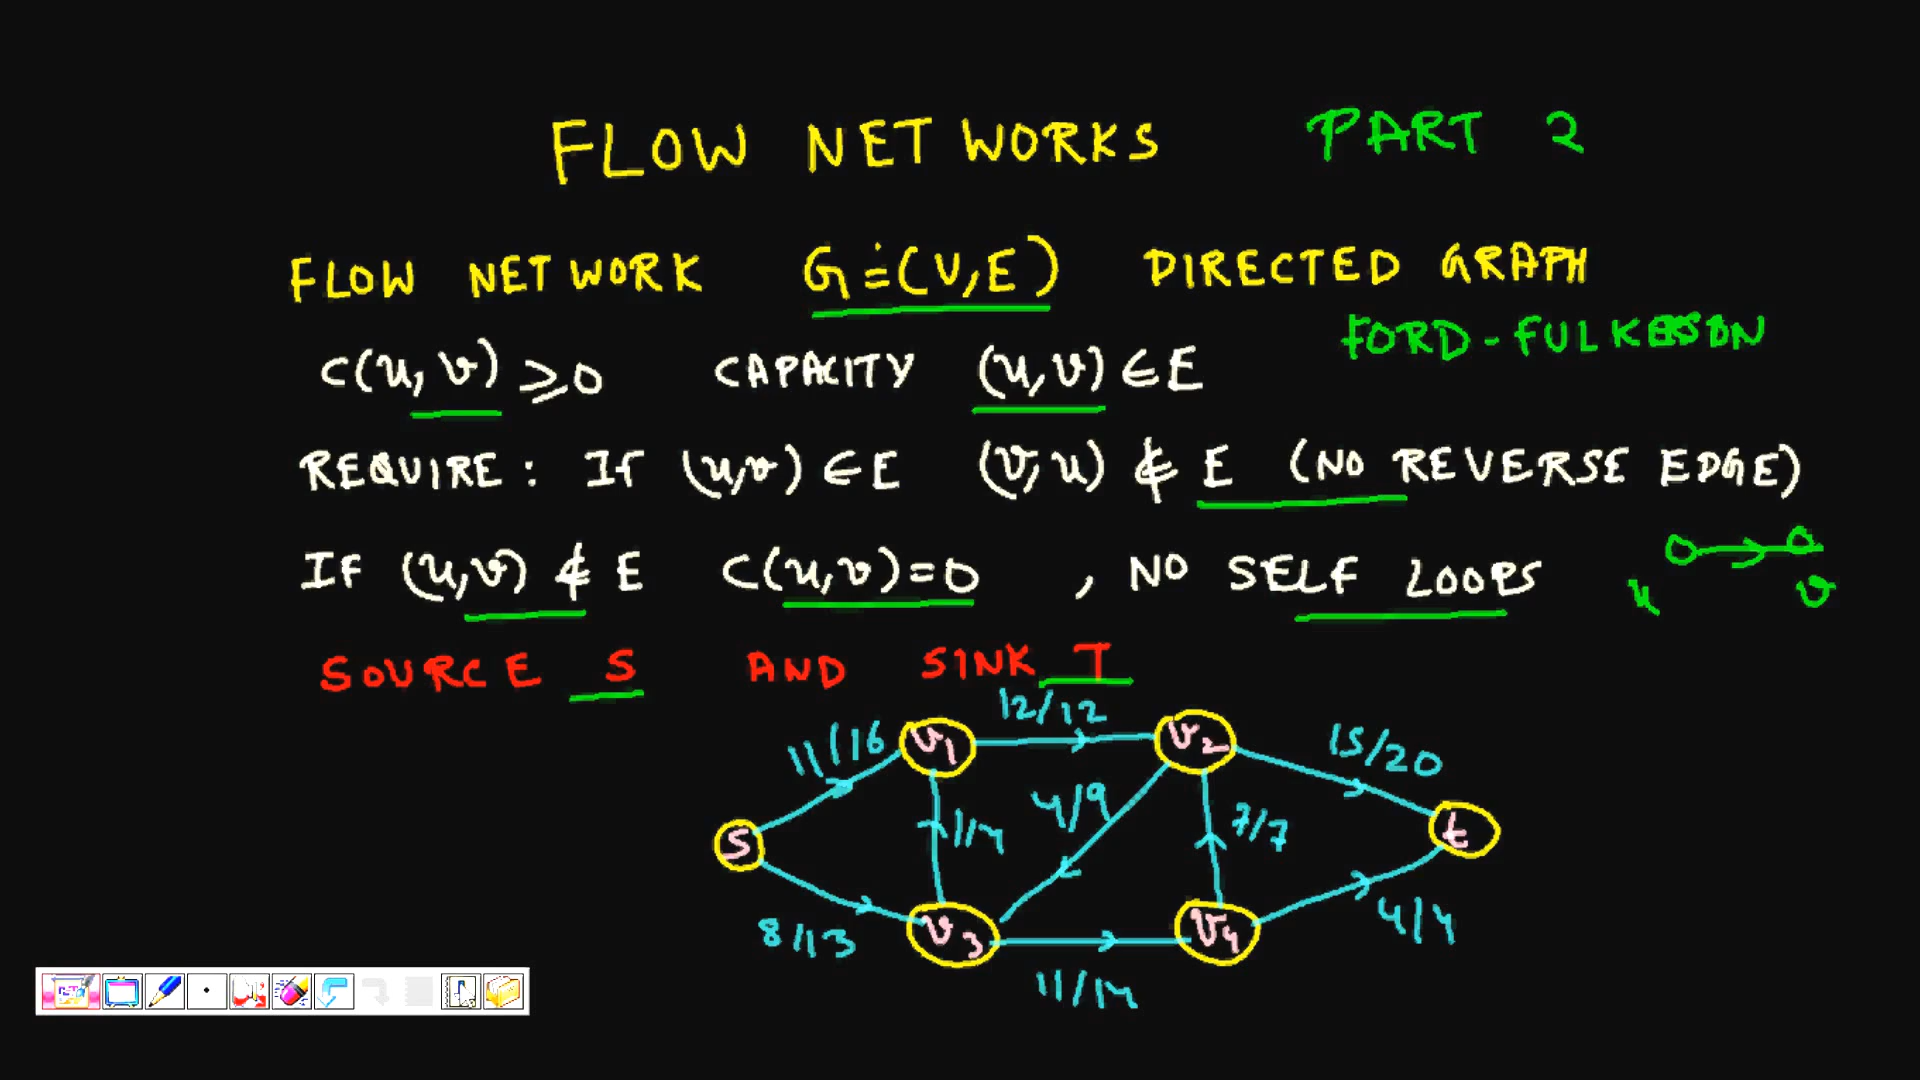 FLOW NETWORKS PART 2
FLOW NETWORK G=(V,E) DIRECTED GRAPH
FORD-FULKERSON
C(u,v)≥0 CAPACITY (u,v)∈E
REQUIRE: If (u,v)∈E (v,u)∉E (NO REVERSE EDGE)
If (u,v)∉E C(u,v)=0 , NO SELF LOOPS
u v
SOURCE S AND SINK T
12/12
11/16 v1 v2 15/20
4/9
S 1/4 7/7 t
8/13 v3 v4 4/4
11/14